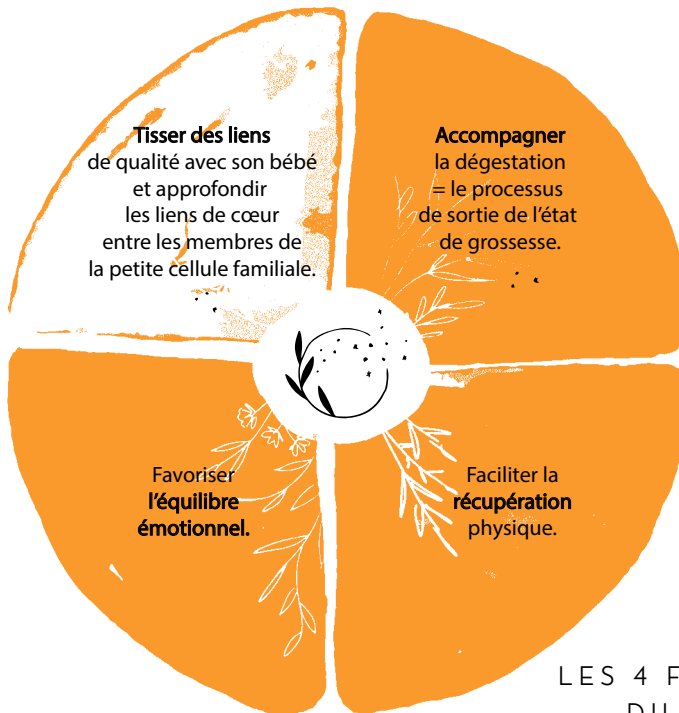 Tisser des liens
de qualité avec son bébé
et approfondir
les liens de cœur
entre les membres de
la petite cellule familiale.
Accompagner
la dégestation
= le processus
de sortie de l'état
de grossesse.
Favoriser
l'équilibre
émotionnel.
Faciliter la
récupération
physique.
LES 4 F
DU